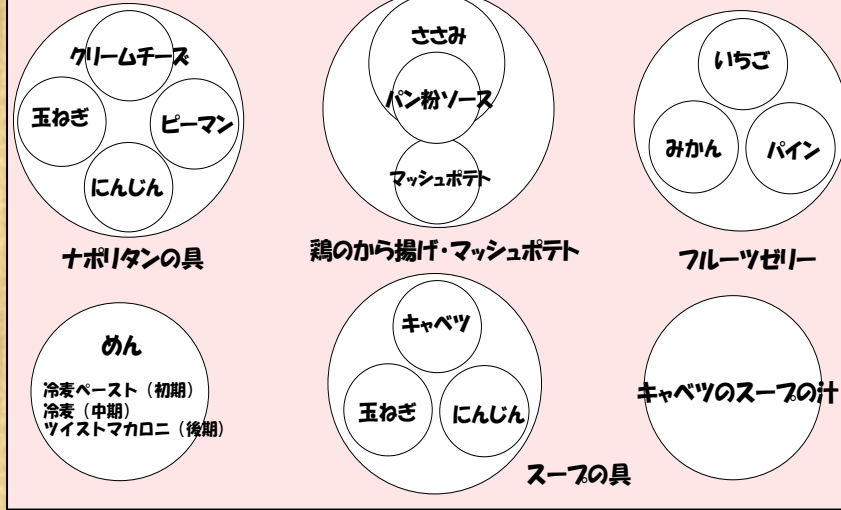 クリームチーズ
玉ねぎ
ピーマン
にんじん
ナポリタンの具
ささみ
パン粉ソース
マッシュポテト
鶏のから揚げ・マッシュポテト
いちご
みかん
パイン
フルーツゼリー
めん
冷麦ペースト（初期）
冷麦（中期）
ツイストマカロニ（後期）
キャベツ
玉ねぎ
にんじん
スープの具
キャベツのスープの汁